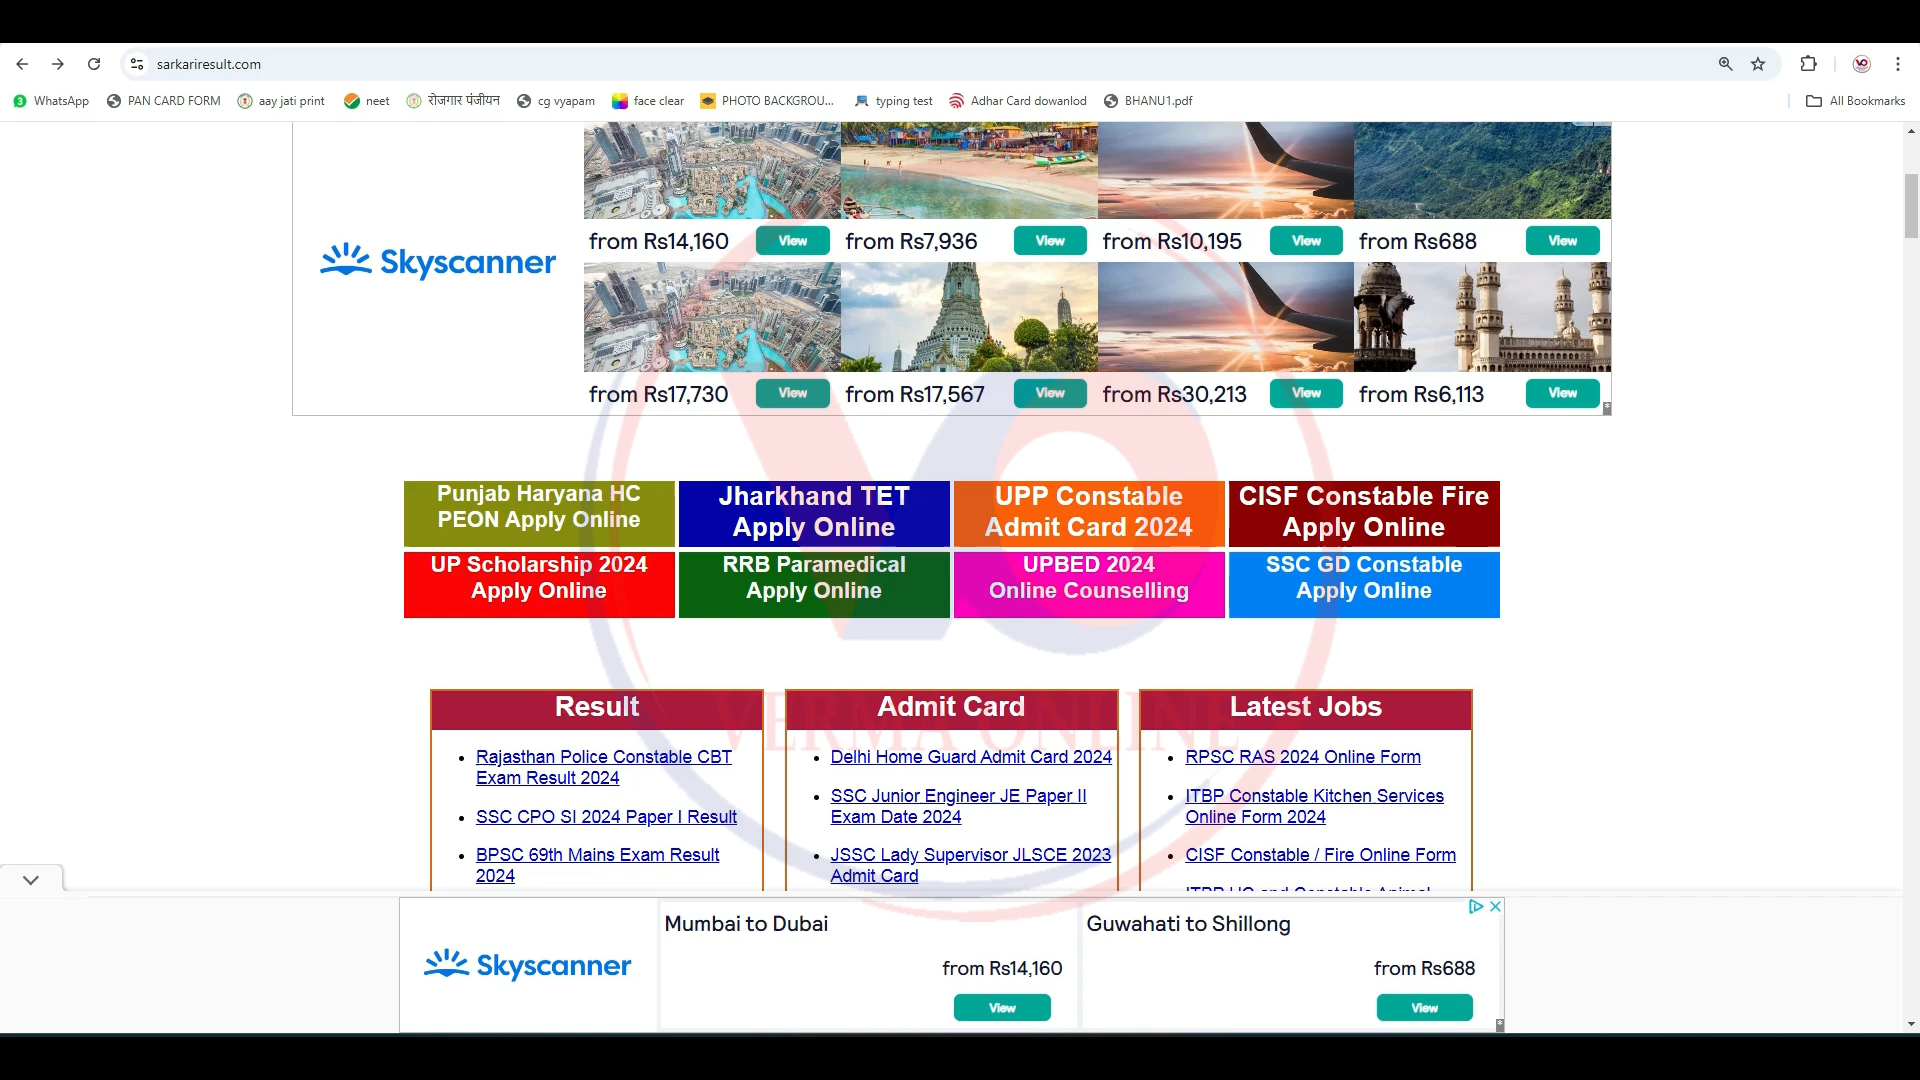 sarkariresult.com
WhatsApp PAN CARD FORM aay jati print neet रोजगार पंजीयन cg vyapam face clear PHOTO BACKGROU... typing test Adhar Card dowanlod BHANU1.pdf All Bookmarks
Skyscanner
from Rs14,160 View from Rs7,936 View from Rs10,195 View from Rs688 View
from Rs17,730 View from Rs17,567 View from Rs30,213 View from Rs6,113 View
Punjab Haryana HC
PEON Apply Online
Jharkhand TET
Apply Online
UPP Constable
Admit Card 2024
CISF Constable Fire
Apply Online
UP Scholarship 2024
Apply Online
RRB Paramedical
Apply Online
UPBED 2024
Online Counselling
SSC GD Constable
Apply Online
VO
VERMA ONLINE
Result
Rajasthan Police Constable CBT
Exam Result 2024
SSC CPO SI 2024 Paper I Result
BPSC 69th Mains Exam Result
2024
Admit Card
Delhi Home Guard Admit Card 2024
SSC Junior Engineer JE Paper II
Exam Date 2024
JSSC Lady Supervisor JLSCE 2023
Admit Card
Latest Jobs
RPSC RAS 2024 Online Form
ITBP Constable Kitchen Services
Online Form 2024
CISF Constable / Fire Online Form
ITBP HC and Constable Animal
Skyscanner
Mumbai to Dubai
from Rs14,160
View
Guwahati to Shillong
from Rs688
View